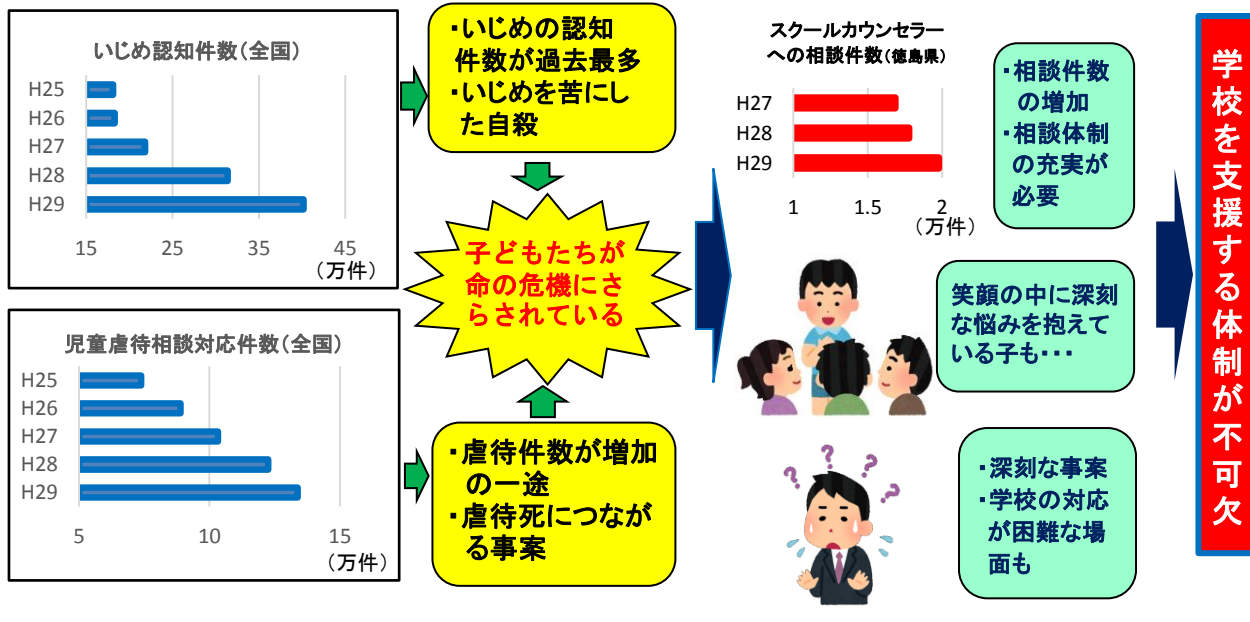 いじめ認知件数（全国）
H25
H26
H27
H28
H29
15 25 35 45
（万件）
児童虐待相談対応件数（全国）
H25
H26
H27
H28
H29
5 10 15
（万件）
・いじめの認知
件数が過去最多
・いじめを苦にし
た自殺
子どもたちが
命の危機にさ
らされている
・虐待件数が増加
の一途
・虐待死につなが
る事案
スクールカウンセラー
への相談件数（徳島県）
H27
H28
H29
1 1.5 2
（万件）
・相談件数
の増加
・相談体制
の充実が
必要
笑顔の中に深刻
な悩みを抱えて
いる子も・・・
? ? ? ?
・深刻な事案
・学校の対応
が困難な場
面も
学校を支援する体制が不可欠